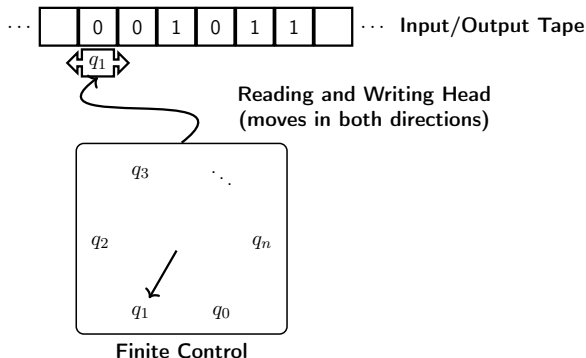 ··· 0 0 1 0 1 1 ··· Input/Output Tape
q₁
Reading and Writing Head
(moves in both directions)
q₃ ⋱
q₂ qₙ
q₁ q₀
Finite Control